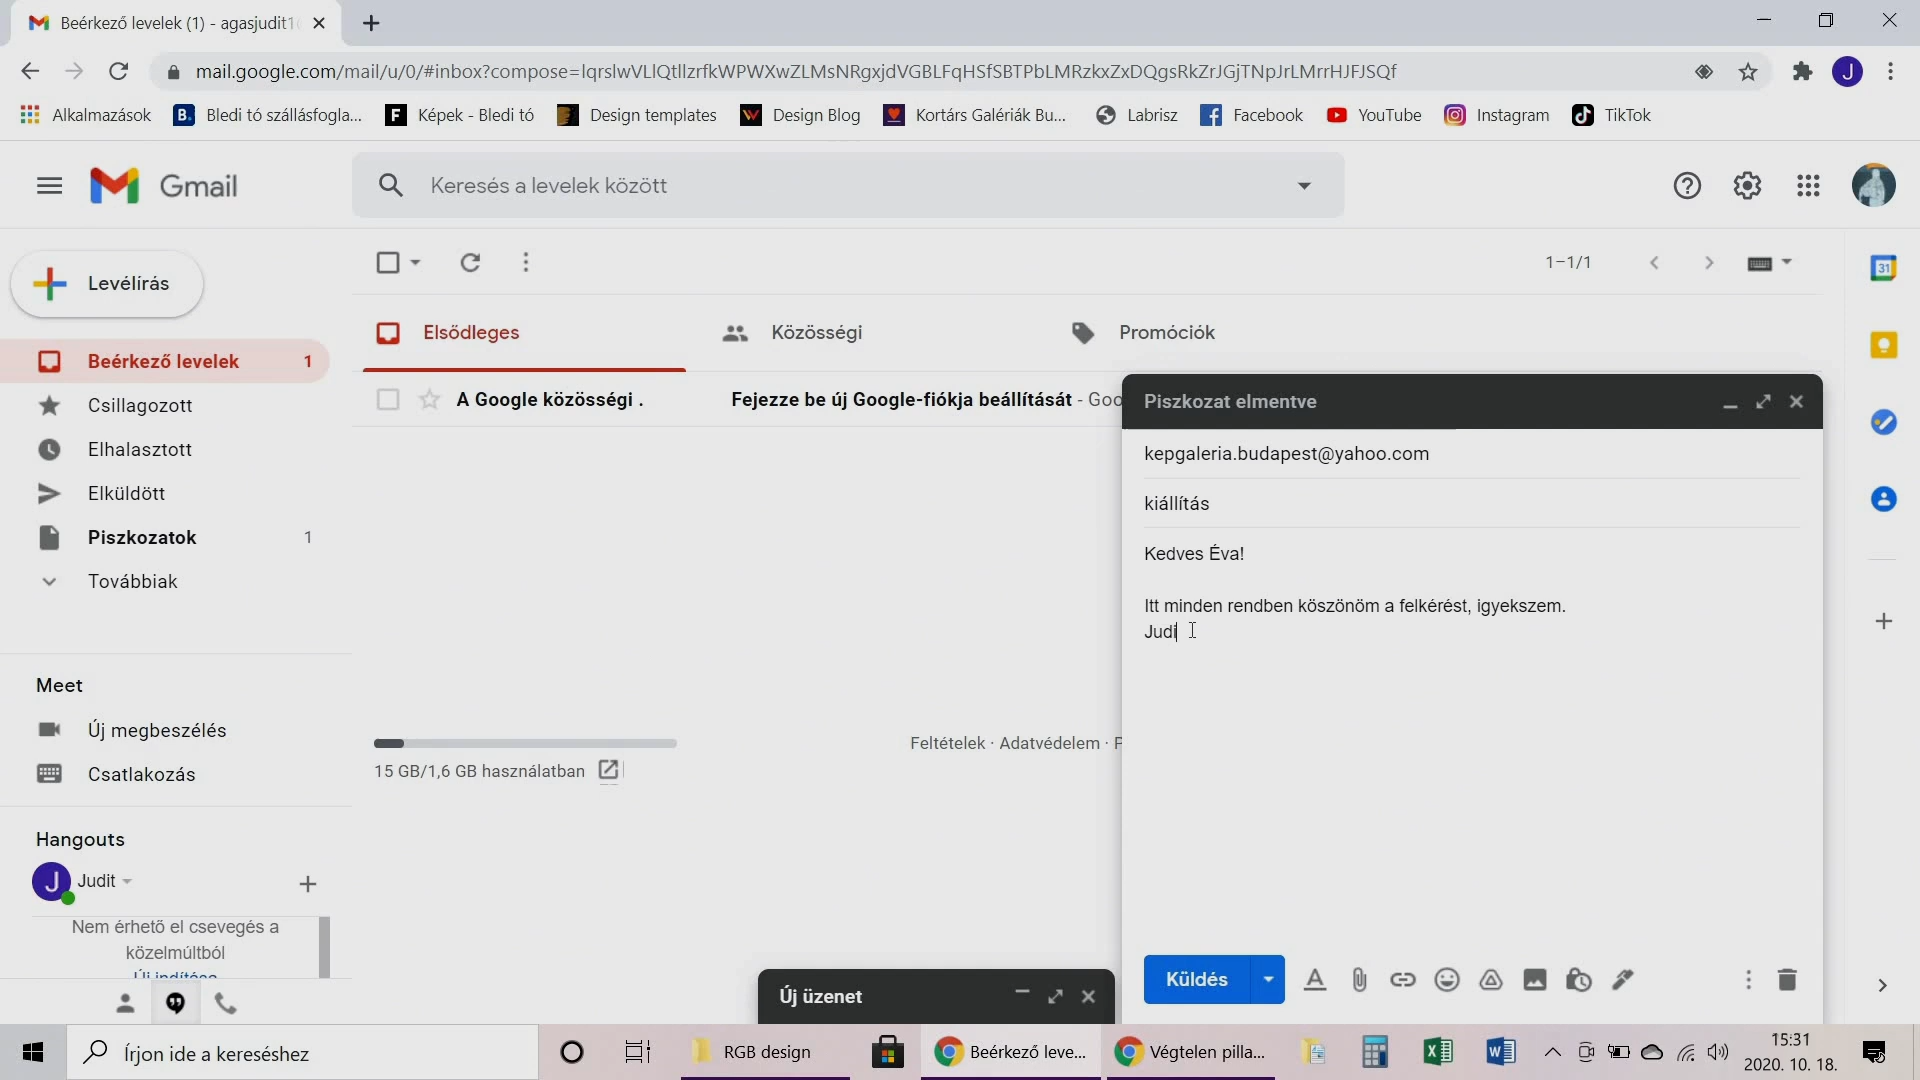 Beérkező levelek (1) - agasjudit1
mail.google.com/mail/u/0/#inbox?compose=lqrslwVLlQtllzrfkWPWXwZLMsNRgxjdVGBLFqHSfSBTPbLMRzkxZxDQgsRkZrJGjTNpJrLMrrHJFJSQf
J
Alkalmazások
B.
Bledi tó szállásfogla...
F
Képek - Bledi tó
Design templates
Design Blog
Kortárs Galériák Bu...
Labrisz
Facebook
YouTube
Instagram
TikTok
Gmail
Keresés a levelek között
Levélírás
1–1/1
31
Elsődleges
Közösségi
Promóciók
Beérkező levelek 1
Csillagozott
Elhalasztott
Elküldött
Piszkozatok 1
Továbbiak
A Google közösségi .
Fejezze be új Google-fiókja beállítását - Goo
Piszkozat elmentve
kepgaleria.budapest@yahoo.com
kiállítás
Kedves Éva!
Itt minden rendben köszönöm a felkérést, igyekszem.
Judi
Meet
Új megbeszélés
Csatlakozás
15 GB/1,6 GB használatban
Feltételek · Adatvédelem ·
Hangouts
J
Judit
Nem érhető el csevegés a
közelmúltból
Új indítása
Új üzenet
Küldés
Írjon ide a kereséshez
RGB design
Beérkező leve...
Végtelen pilla...
15:31
2020. 10. 18.